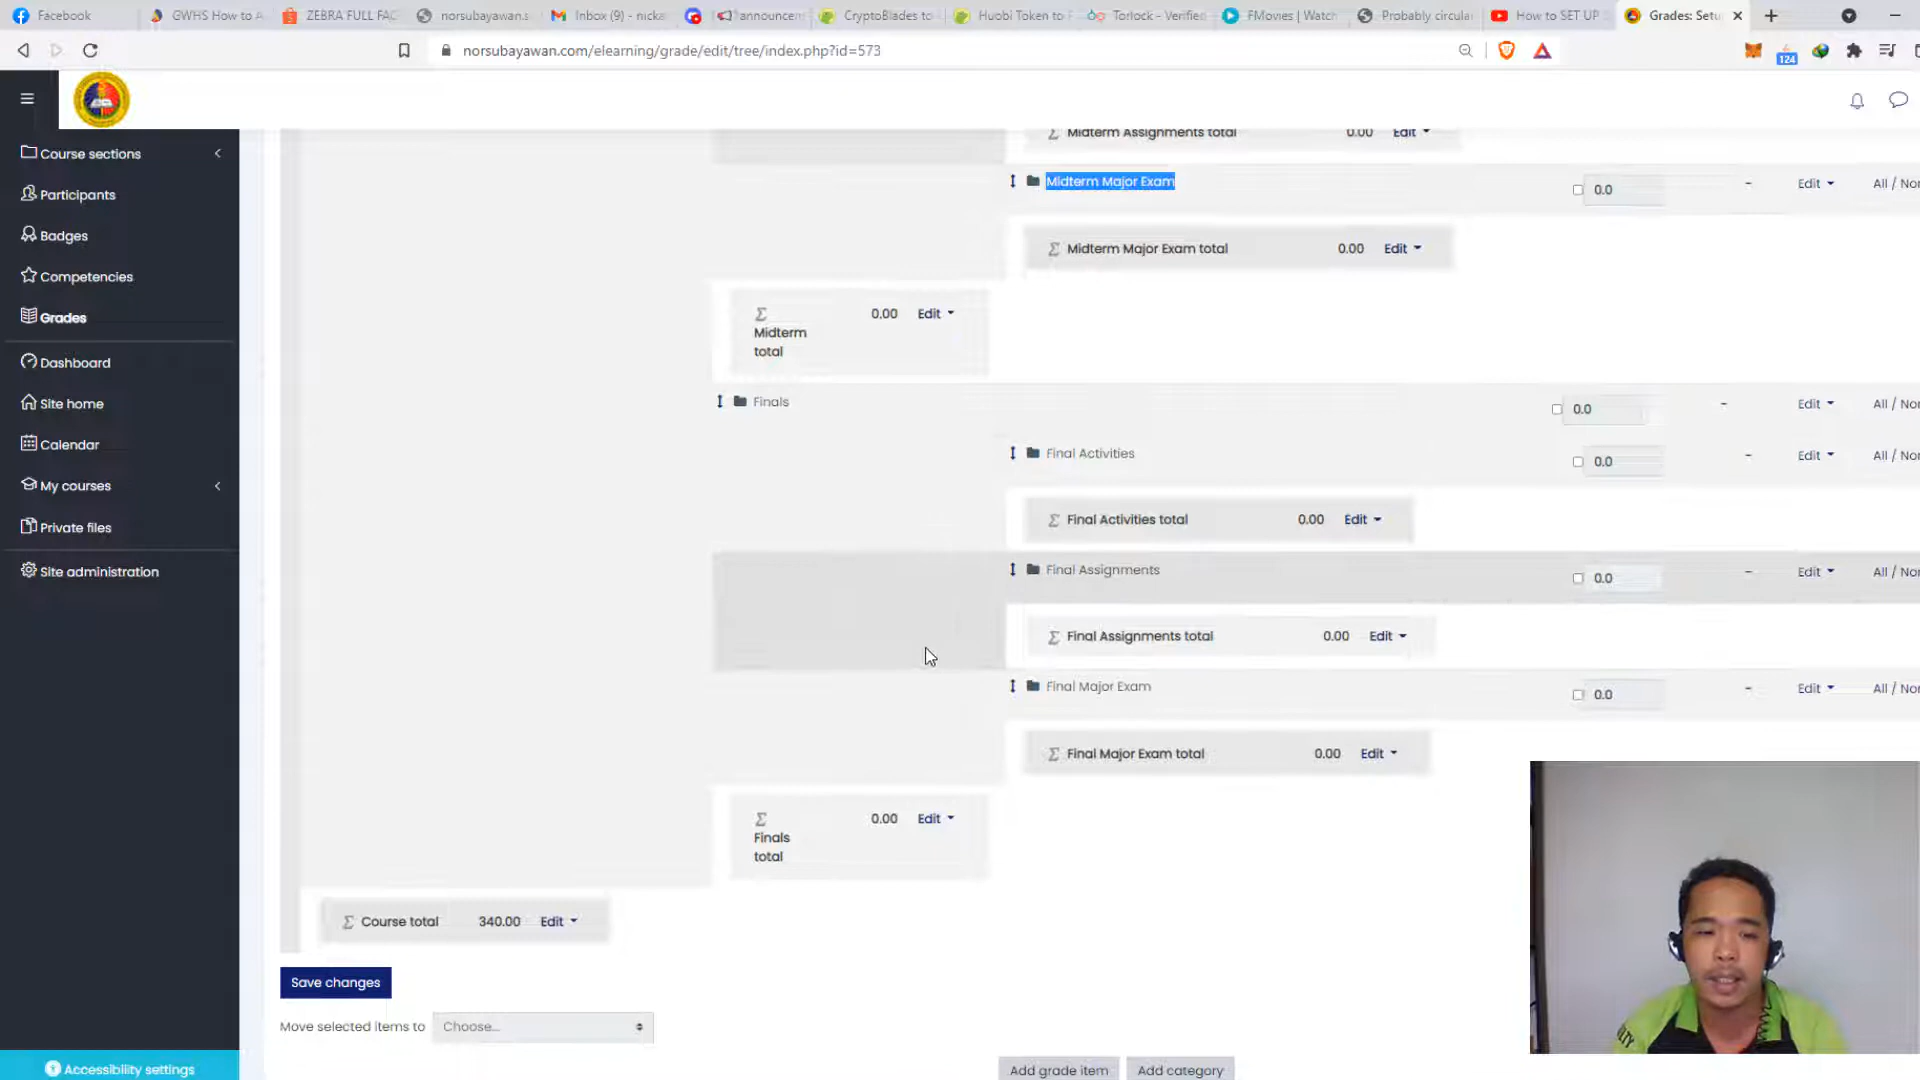 Facebook
GWHS How to A
ZEBRA FULL FAC
norsubayawan.s
Inbox (9) - nicka
announcem
CryptoBlades to
Huobi Token to F
Torlock - Verifie
FMovies | Watch
Probably circular
How to SET UP
Grades: Setu
norsubayawan.com/elearning/grade/edit/tree/index.php?id=573
124
Course sections
Participants
Badges
Competencies
Grades
Dashboard
Site home
Calendar
My courses
Private files
Site administration
Accessibility settings
Midterm Assignments total 0.00 Edit
Midterm Major Exam 0.0 - Edit All / Non
Midterm Major Exam total 0.00 Edit
Σ 0.00 Edit
Midterm
total
Finals 0.0 - Edit All / Non
Final Activities 0.0 - Edit All / Non
Σ Final Activities total 0.00 Edit
Final Assignments 0.0 - Edit All / Non
Σ Final Assignments total 0.00 Edit
Final Major Exam 0.0 - Edit All / Non
Σ Final Major Exam total 0.00 Edit
Σ 0.00 Edit
Finals
total
Σ Course total 340.00 Edit
Save changes
Move selected items to Choose...
Add grade item Add category